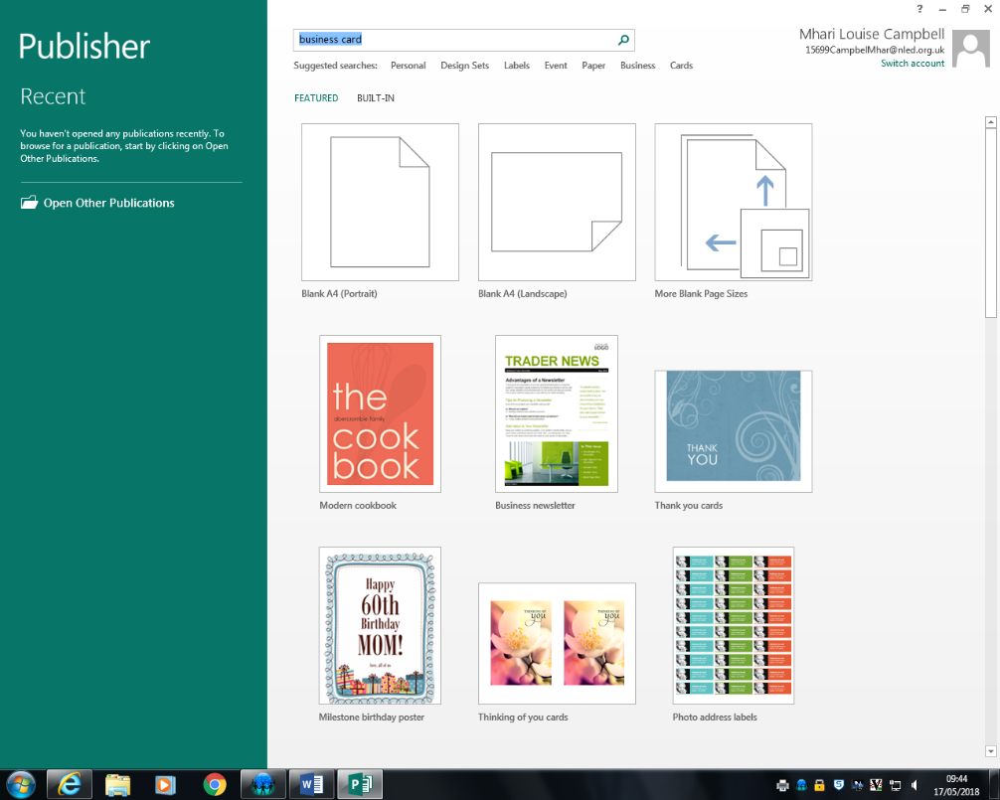 Publisher
Recent
You haven't opened any publications recently. To
browse for a publication, start by clicking on Open
Other Publications.
Open Other Publications
?
business card
Suggested searches: Personal Design Sets Labels Event Paper Business Cards
Mhari Louise Campbell
15699CampbellMhar@nled.org.uk
Switch account
FEATURED BUILT-IN
Blank A4 (Portrait)
Blank A4 (Landscape)
More Blank Page Sizes
the
abercrombie family
cook
book
Modern cookbook
LOGO
TRADER NEWS
Advantages of a Newsletter
Business newsletter
THANK
YOU
Thank you cards
Happy
60th
Birthday
MOM!
love, all of us
Milestone birthday poster
THINKING OF
you
THINKING OF
you
Thinking of you cards
Photo address labels
09:44
17/05/2018